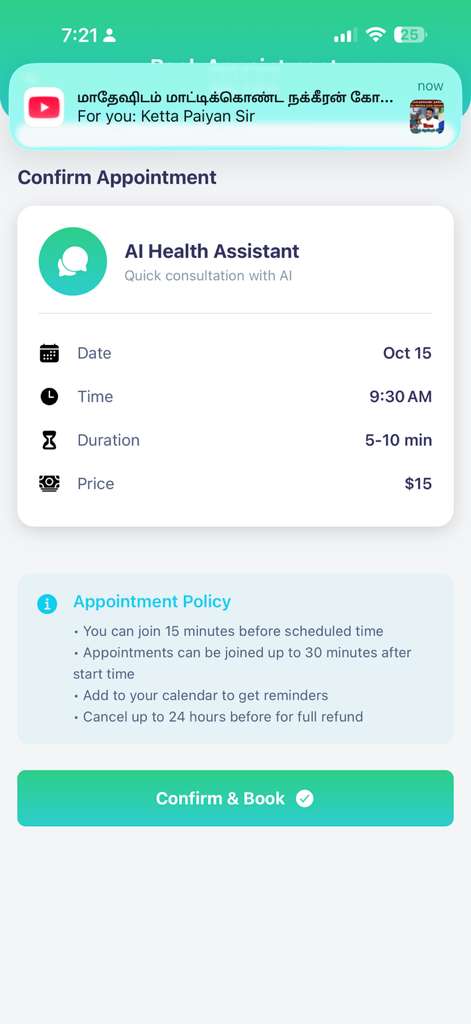 7:21
25
now
மாதேஷிடம் மாட்டிக்கொண்ட நக்கீரன் கோ...
For you: Ketta Paiyan Sir
Confirm Appointment
AI Health Assistant
Quick consultation with AI
Date Oct 15
Time 9:30 AM
Duration 5-10 min
Price $15
Appointment Policy
• You can join 15 minutes before scheduled time
• Appointments can be joined up to 30 minutes after
start time
• Add to your calendar to get reminders
• Cancel up to 24 hours before for full refund
Confirm & Book